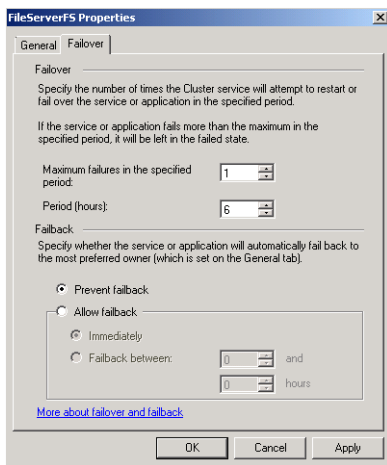 FileServerFS Properties
General Failover
Failover
Specify the number of times the Cluster service will attempt to restart or
fail over the service or application in the specified period.
If the service or application fails more than the maximum in the
specified period, it will be left in the failed state.
Maximum failures in the specified
period:
1
Period (hours):
6
Failback
Specify whether the service or application will automatically fail back to
the most preferred owner (which is set on the General tab).
Prevent failback
Allow failback
Immediately
Failback between:
0 and
0 hours
More about failover and failback
OK Cancel Apply